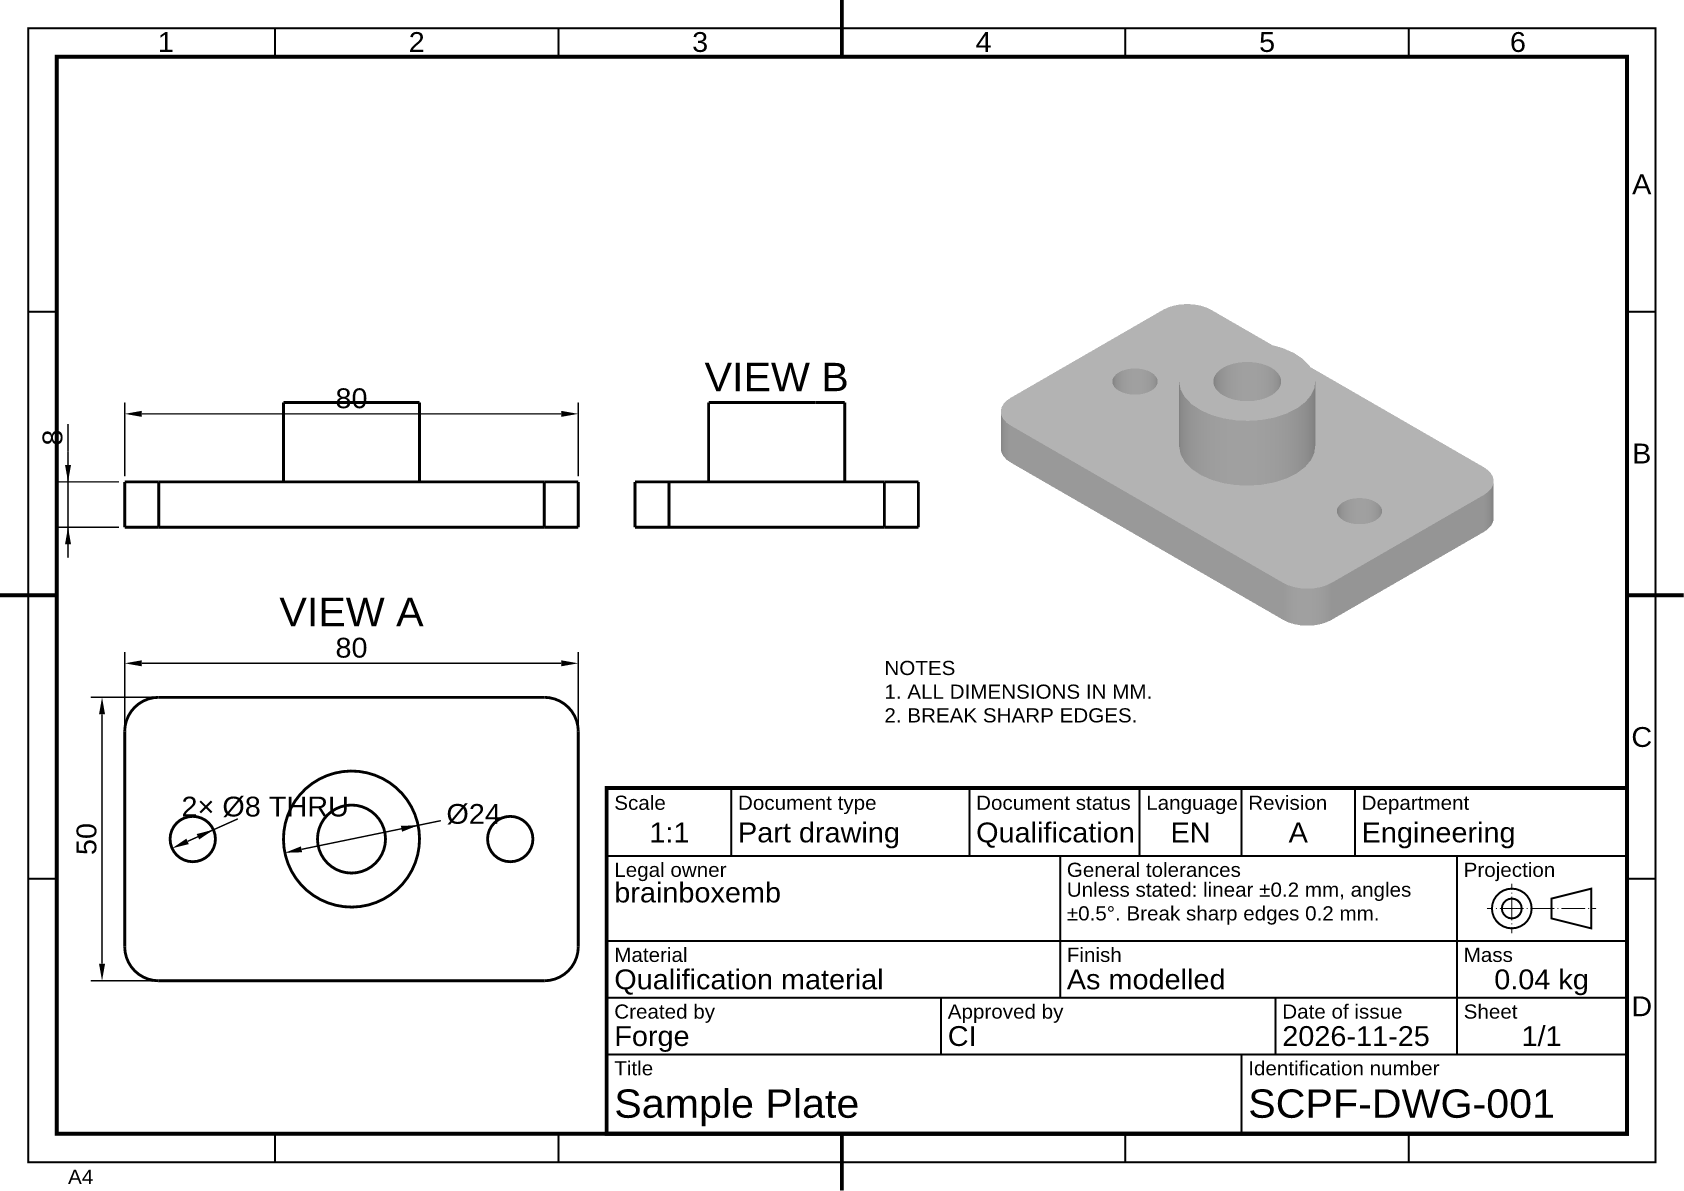 1 2 3 4 5 6
A
B
C
D
80
8
VIEW B
VIEW A
80
50
2× Ø8 THRU
Ø24
NOTES
1. ALL DIMENSIONS IN MM.
2. BREAK SHARP EDGES.
Scale
1:1
Document type
Part drawing
Document status
Qualification
Language
EN
Revision
A
Department
Engineering
Legal owner
brainboxemb
General tolerances
Unless stated: linear ±0.2 mm, angles
±0.5°. Break sharp edges 0.2 mm.
Projection
Material
Qualification material
Finish
As modelled
Mass
0.04 kg
Created by
Forge
Approved by
CI
Date of issue
2026-11-25
Sheet
1/1
Title
Sample Plate
Identification number
SCPF-DWG-001
A4